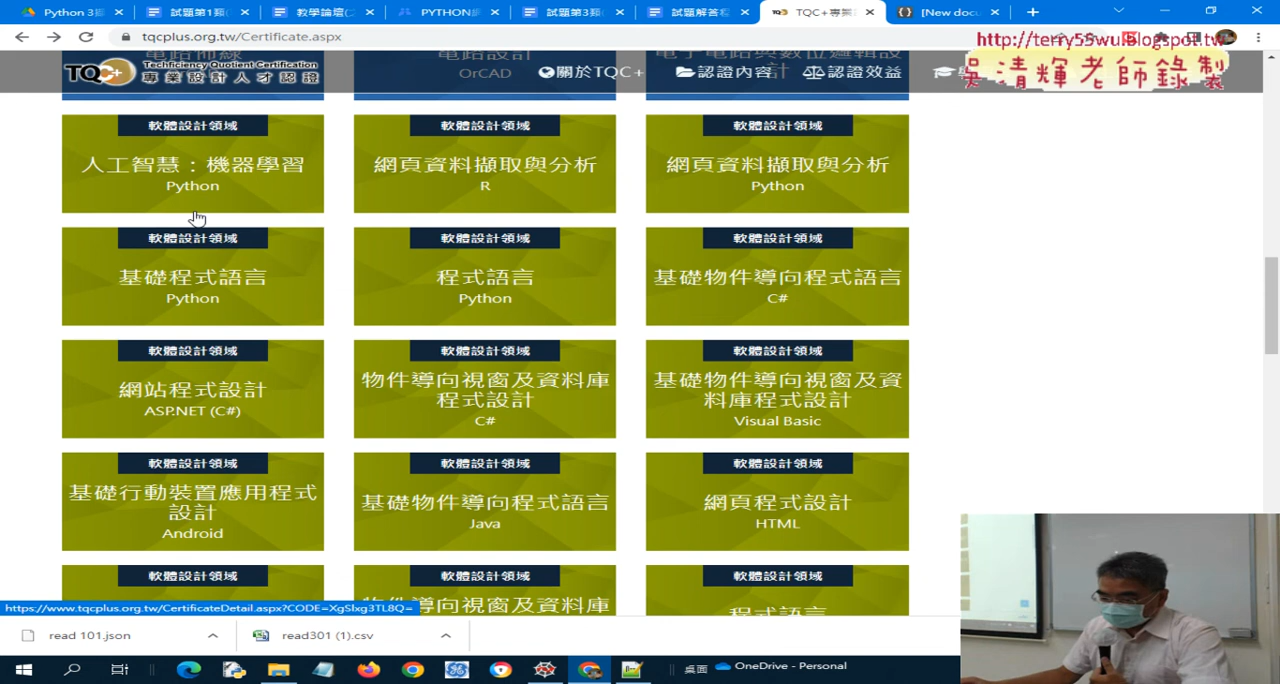 Python 3
試題第1類
教學論壇(2
PYTHON
試題第3類
試題解答
TQC+專業
[New docu
tqcplus.org.tw/Certificate.aspx
http://terry55wu.blogspot.tw
吳清輝老師錄製
TQC+
Techficiency Quotient Certification
專業設計人才認證
OrCAD
關於TQC+
認證內容
認證效益
軟體設計領域
軟體設計領域
軟體設計領域
人工智慧：機器學習
網頁資料擷取與分析
網頁資料擷取與分析
Python
R
Python
軟體設計領域
軟體設計領域
軟體設計領域
基礎程式語言
程式語言
基礎物件導向程式語言
Python
Python
C#
軟體設計領域
軟體設計領域
軟體設計領域
網站程式設計
物件導向視窗及資料庫
程式設計
基礎物件導向視窗及資
料庫程式設計
ASP.NET (C#)
C#
Visual Basic
軟體設計領域
軟體設計領域
軟體設計領域
基礎行動裝置應用程式
設計
基礎物件導向程式語言
網頁程式設計
Android
Java
HTML
軟體設計領域
軟體設計領域
軟體設計領域
物件導向視窗及資料庫
程式語言
https://www.tqcplus.org.tw/CertificateDetail.aspx?CODE=XgSlxg3TL8Q=
read 101.json
read301 (1).csv
桌面
OneDrive - Personal